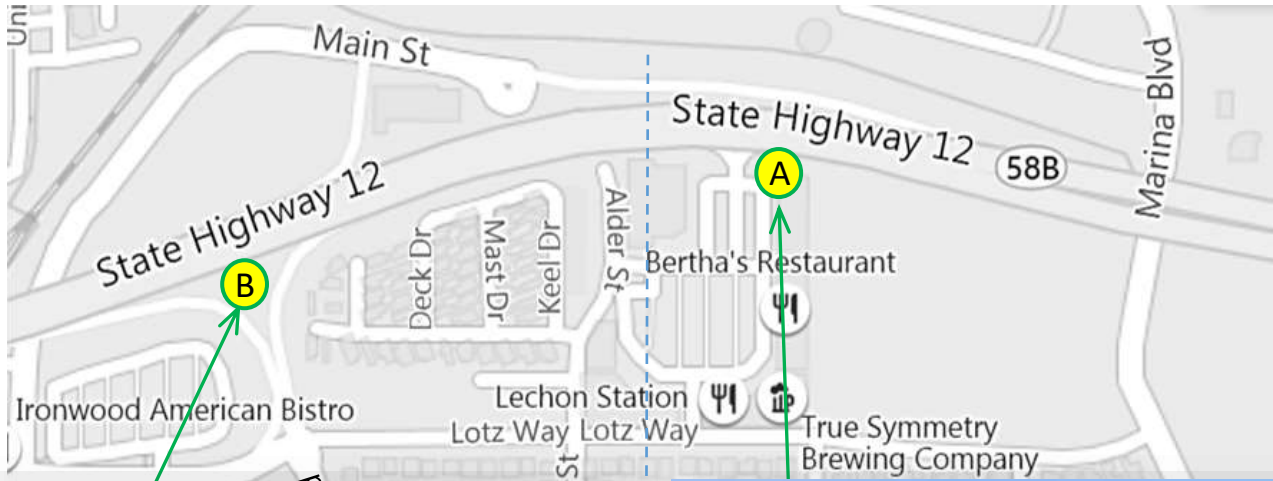 Uni
Main St
State Highway 12
58B
Marina Blvd
A
State Highway 12
B
Alder St
Deck Dr
Mast Dr
Keel Dr
Bertha's Restaurant
Ironwood American Bistro
Lechon Station
Lotz Way Lotz Way
St
True Symmetry
Brewing Company